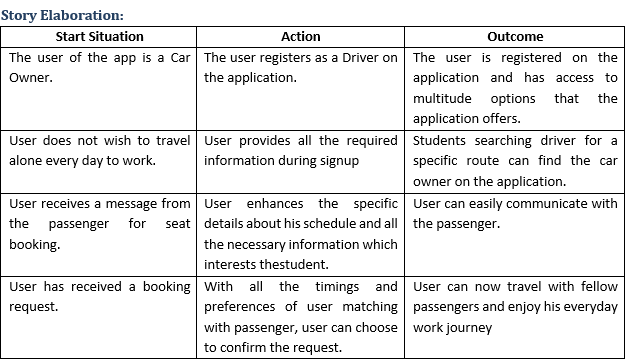 Story Elaboration:
Start Situation
Action
Outcome
The user of the app is a Car
Owner.
The user registers as a Driver on
the application.
The user is registered on the
application and has access to
multitude options that the
application offers.
User does not wish to travel
alone every day to work.
User provides all the required
information during signup
Students searching driver for a
specific route can find the car
owner on the application.
User receives a message from
the passenger for seat
booking.
User enhances the specific
details about his schedule and all
the necessary information which
interests thestudent.
User can easily communicate with
the passenger.
User has received a booking
request.
With all the timings and
preferences of user matching
with passenger, user can choose
to confirm the request.
User can now travel with fellow
passengers and enjoy his everyday
work journey